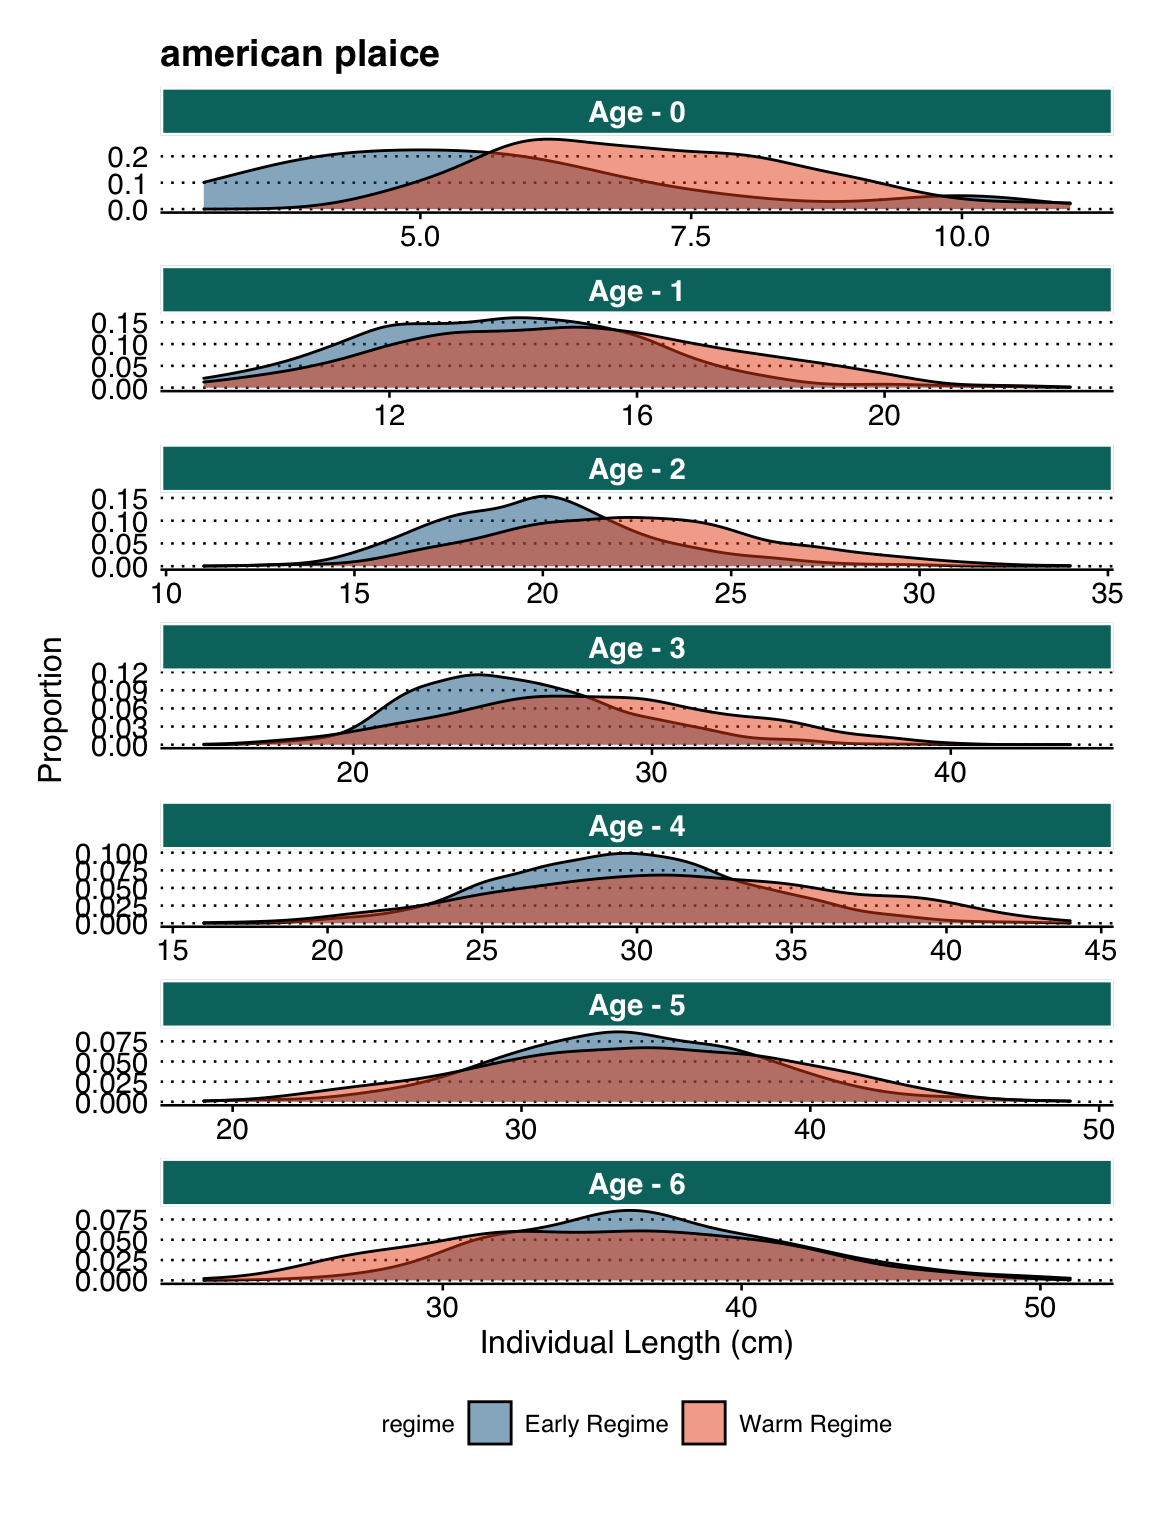 american plaice
Age - 0
0.2
0.1
0.0
5.0 7.5 10.0
Age - 1
0.15
0.10
0.05
0.00
12 16 20
Age - 2
0.15
0.10
0.05
0.00
10 15 20 25 30 35
Age - 3
0.12
0.09
0.06
0.03
0.00
20 30 40
Proportion
Age - 4
0.100
0.075
0.050
0.025
0.000
15 20 25 30 35 40 45
Age - 5
0.075
0.050
0.025
0.000
20 30 40 50
Age - 6
0.075
0.050
0.025
0.000
30 40 50
Individual Length (cm)
regime Early Regime Warm Regime